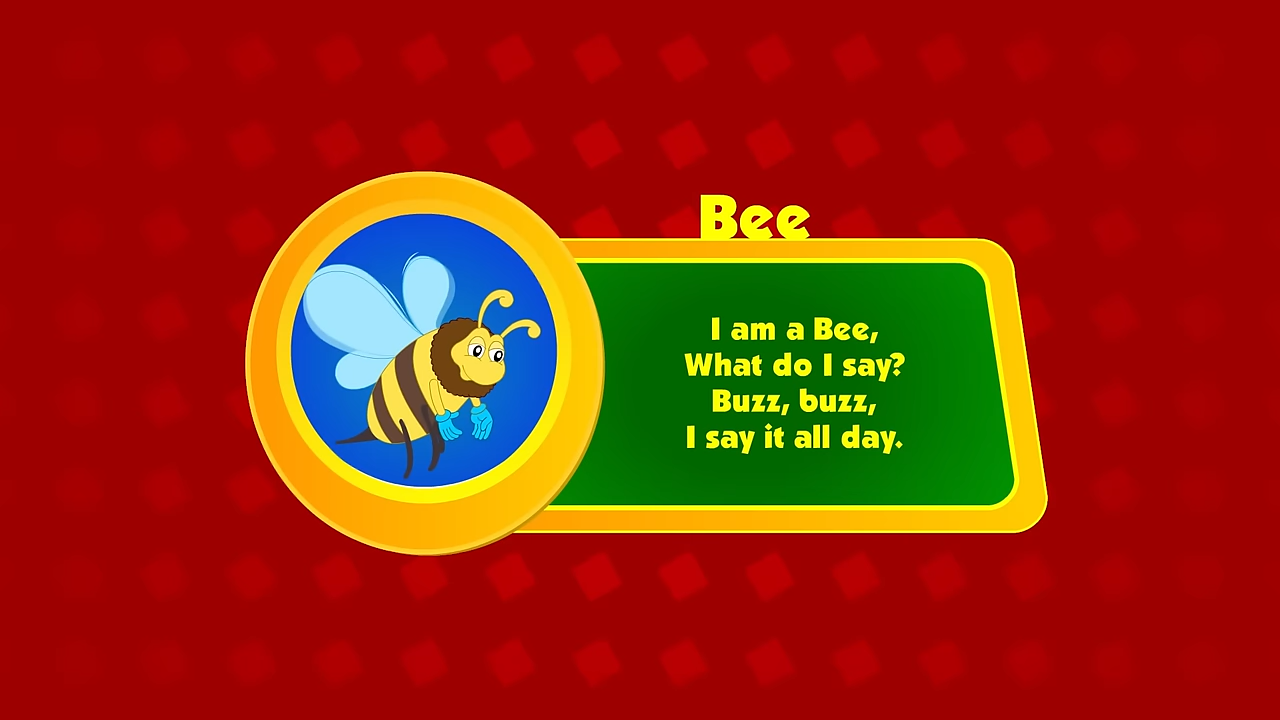 Bee
I am a Bee,
What do I say?
Buzz, buzz,
I say it all day.